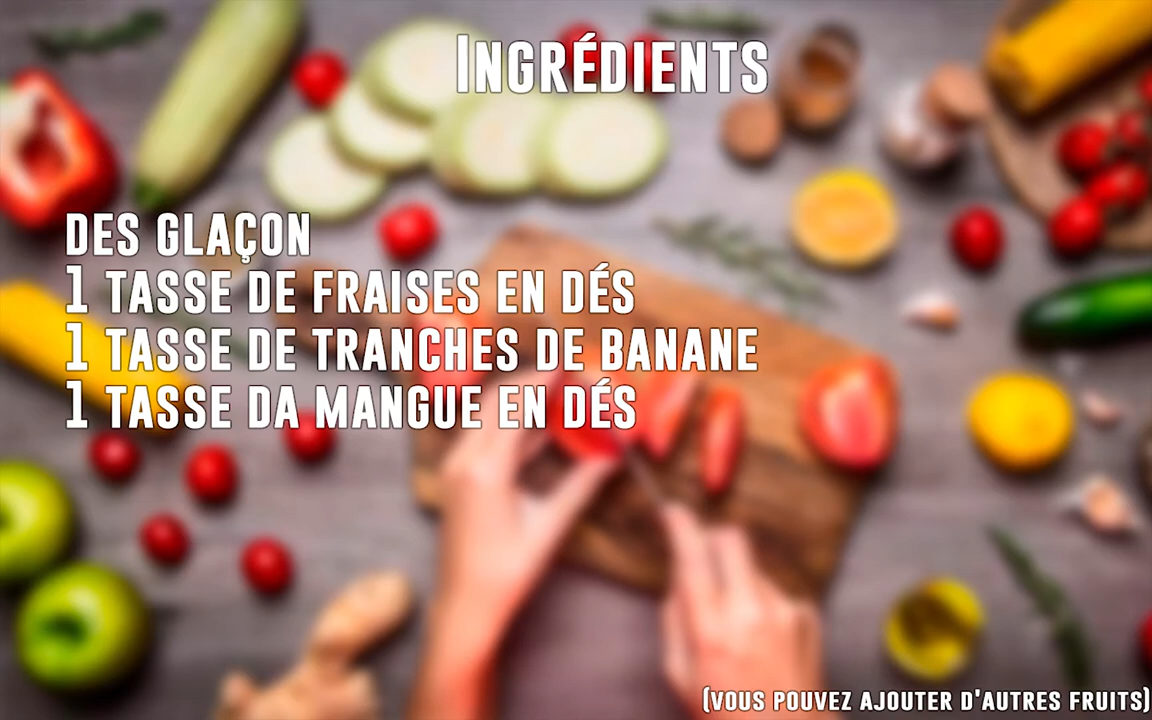 INGRÉDIENTS
DES GLAÇON
1 TASSE DE FRAISES EN DÉS
1 TASSE DE TRANCHES DE BANANE
1 TASSE DA MANGUE EN DÉS
(VOUS POUVEZ AJOUTER D'AUTRES FRUITS)